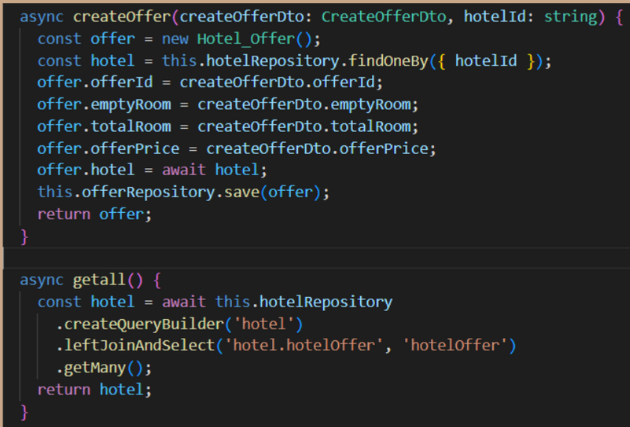 async createOffer(createOfferDto: CreateOfferDto, hotelId: string) {
const offer = new Hotel_Offer();
const hotel = this.hotelRepository.findOneBy({ hotelId });
offer.offerId = createOfferDto.offerId;
offer.emptyRoom = createOfferDto.emptyRoom;
offer.totalRoom = createOfferDto.totalRoom;
offer.offerPrice = createOfferDto.offerPrice;
offer.hotel = await hotel;
this.offerRepository.save(offer);
return offer;
}
async getall() {
const hotel = await this.hotelRepository
.createQueryBuilder('hotel')
.leftJoinAndSelect('hotel.hotelOffer', 'hotelOffer')
.getMany();
return hotel;
}